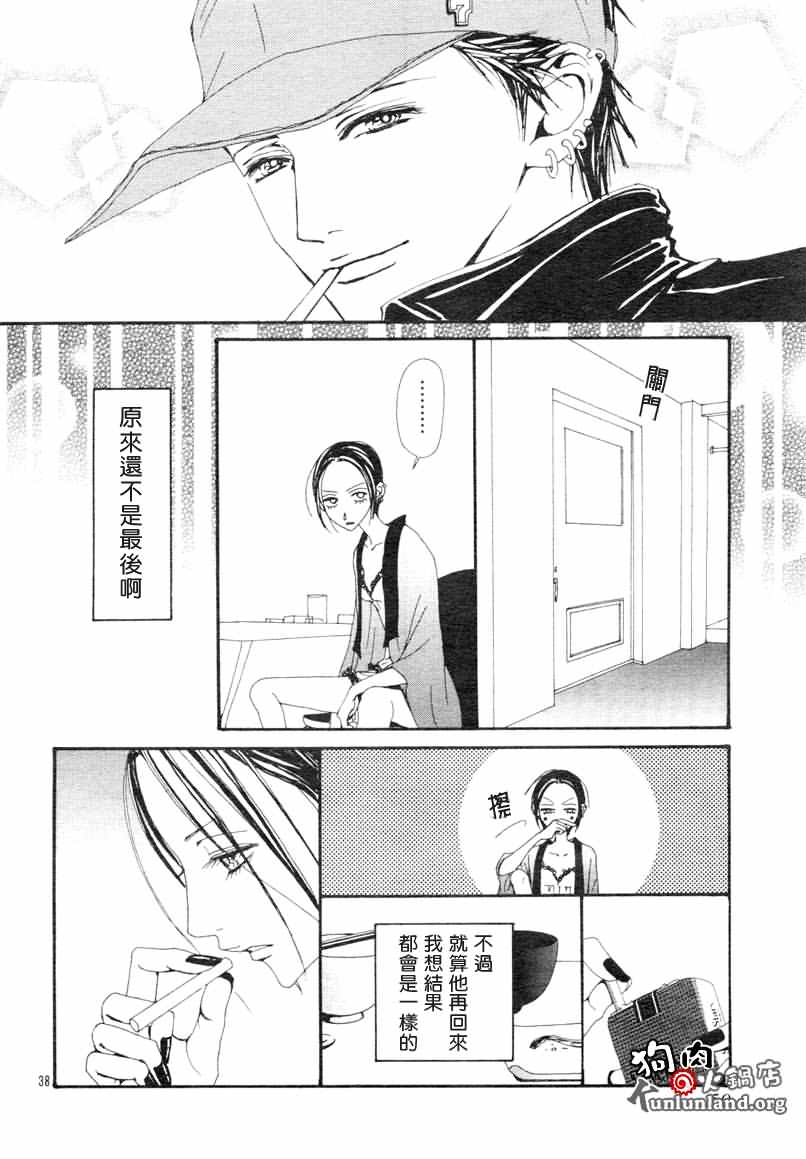 7
關門
………
原來還不是最後啊
擦
不過
就算他再回來
我想結果
都會是一樣的
38
狗肉
火鍋店
Kunlunland.org